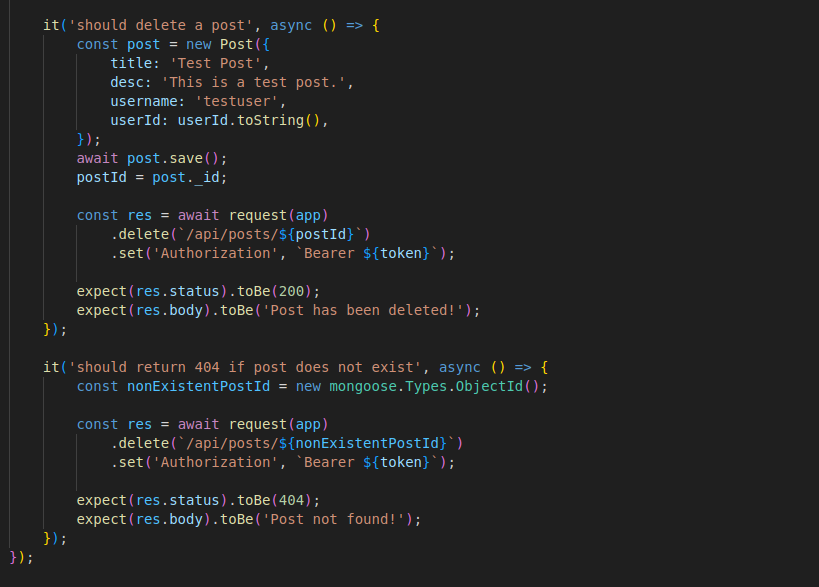 it('should delete a post', async () => {
const post = new Post({
title: 'Test Post',
desc: 'This is a test post.',
username: 'testuser',
userId: userId.toString(),
});
await post.save();
postId = post._id;
const res = await request(app)
.delete(`/api/posts/${postId}`)
.set('Authorization', `Bearer ${token}`);
expect(res.status).toBe(200);
expect(res.body).toBe('Post has been deleted!');
});
it('should return 404 if post does not exist', async () => {
const nonExistentPostId = new mongoose.Types.ObjectId();
const res = await request(app)
.delete(`/api/posts/${nonExistentPostId}`)
.set('Authorization', `Bearer ${token}`);
expect(res.status).toBe(404);
expect(res.body).toBe('Post not found!');
});
});